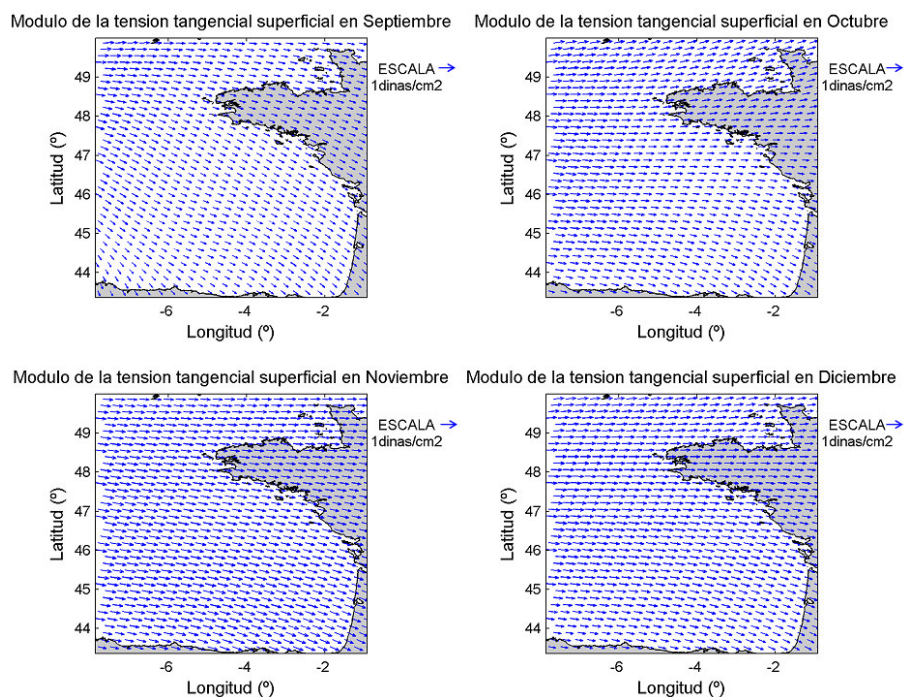 Modulo de la tension tangencial superficial en Septiembre
49
48
47
46
45
44
Latitud (º)
-6
-4
-2
Longitud (º)
ESCALA
1dinas/cm2
Modulo de la tension tangencial superficial en Octubre
49
48
47
46
45
44
Latitud (º)
-6
-4
-2
Longitud (º)
ESCALA
1dinas/cm2
Modulo de la tension tangencial superficial en Noviembre
49
48
47
46
45
44
Latitud (º)
-6
-4
-2
Longitud (º)
ESCALA
1dinas/cm2
Modulo de la tension tangencial superficial en Diciembre
49
48
47
46
45
44
Latitud (º)
-6
-4
-2
Longitud (º)
ESCALA
1dinas/cm2